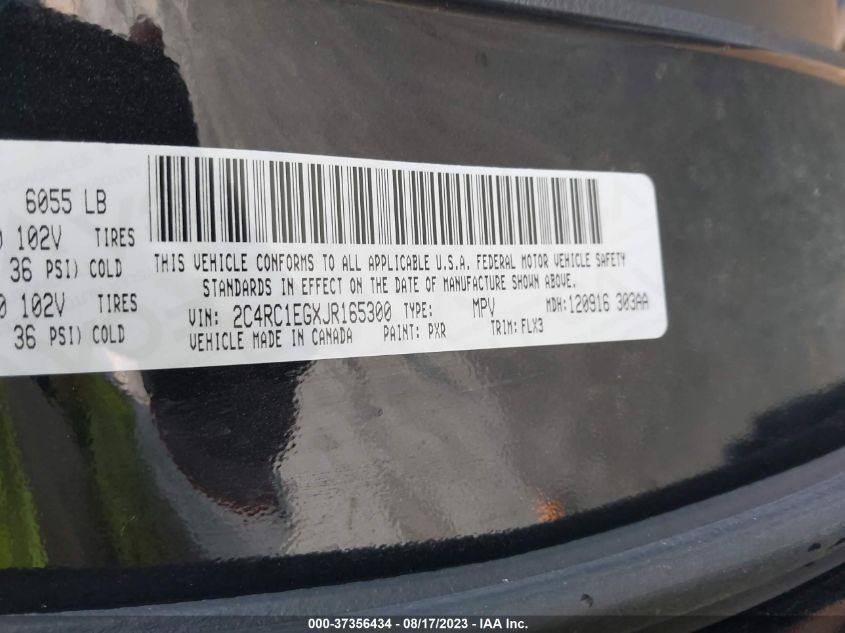 6055 LB
0 102V TIRES
36 PSI) COLD
0 102V TIRES
36 PSI) COLD
THIS VEHICLE CONFORMS TO ALL APPLICABLE U.S.A. FEDERAL MOTOR VEHICLE SAFETY
STANDARDS IN EFFECT ON THE DATE OF MANUFACTURE SHOWN ABOVE.
VIN: 2C4RC1EGXJR165300 TYPE: MPV MDH:120916 303AA
VEHICLE MADE IN CANADA PAINT: PXR TRIM: FLX3
000-37356434 - 08/17/2023 - IAA Inc.